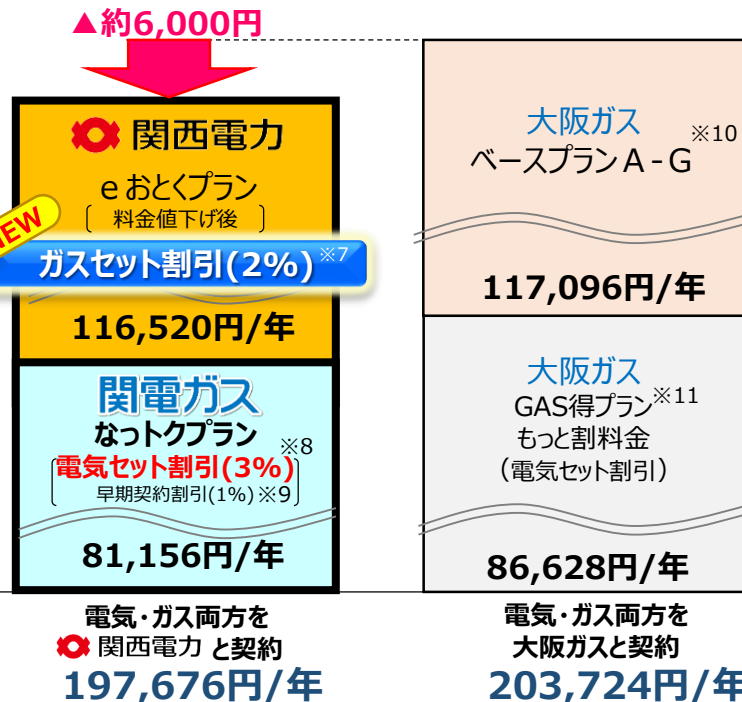 ▲約6,000円
関西電力
eおとくプラン
〔 料金値下げ後 〕
NEW
ガスセット割引(2%)※7
116,520円/年
関電ガス
なっトクプラン ※8
電気セット割引(3%)
早期契約割引(1%)※9
81,156円/年
電気・ガス両方を
関西電力 と契約
197,676円/年
大阪ガス
ベースプランA-G ※10
117,096円/年
大阪ガス
GAS得プラン※11
もっと割料金
(電気セット割引)
86,628円/年
電気・ガス両方を
大阪ガスと契約
203,724円/年